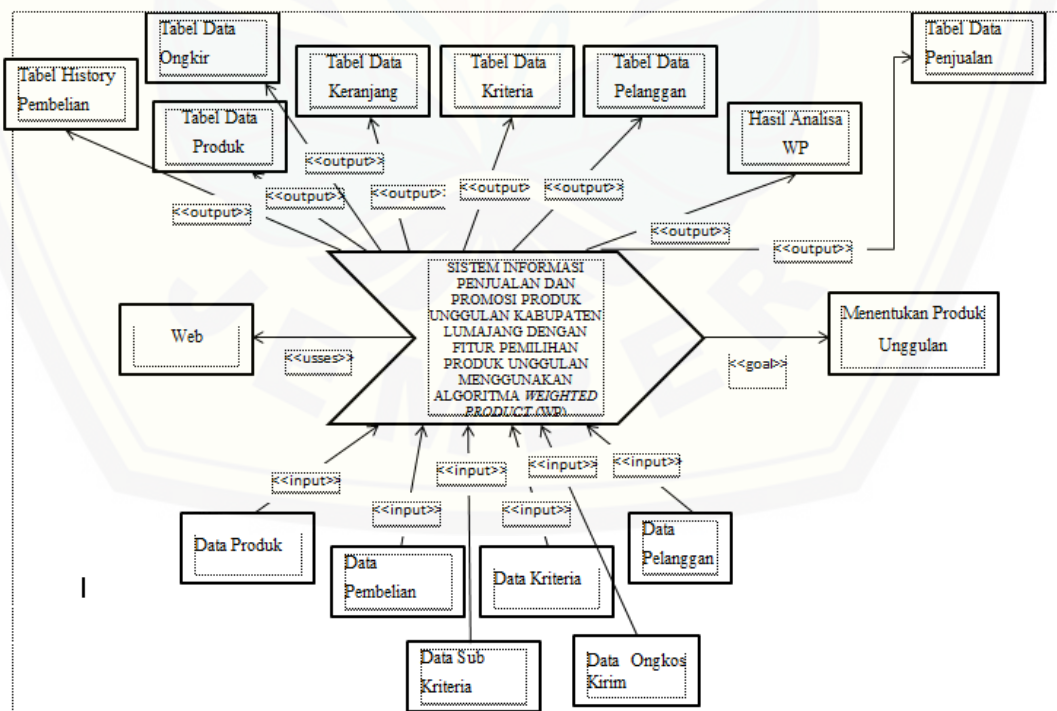 Tabel Data
Ongkir
Tabel Data
Penjualan
Tabel History
Pembelian
Tabel Data
Keranjang
Tabel Data
Kriteria
Tabel Data
Pelanggan
Tabel Data
Produk
Hasil Analisa
WP
<<output>>
<<output>>
<<output>>
<<output>>
<<output>>
<<output>>
<<output>>
<<output>>
SISTEM INFORMASI
PENJUALAN DAN
PROMOSI PRODUK
UNGGULAN KABUPATEN
LUMAJANG DENGAN
FITUR PEMILIHAN
PRODUK UNGGULAN
MENGGUNAKAN
ALGORITMA WEIGHTED
PRODUCT (WP)
Web
<<usses>>
Menentukan Produk
Unggulan
<<goal>>
<<input>>
<<input>>
<<input>>
<<input>>
<<input>>
<<input>>
Data Produk
Data
Pembelian
Data Kriteria
Data
Pelanggan
Data Sub
Kriteria
Data Ongkos
Kirim
JEMBER